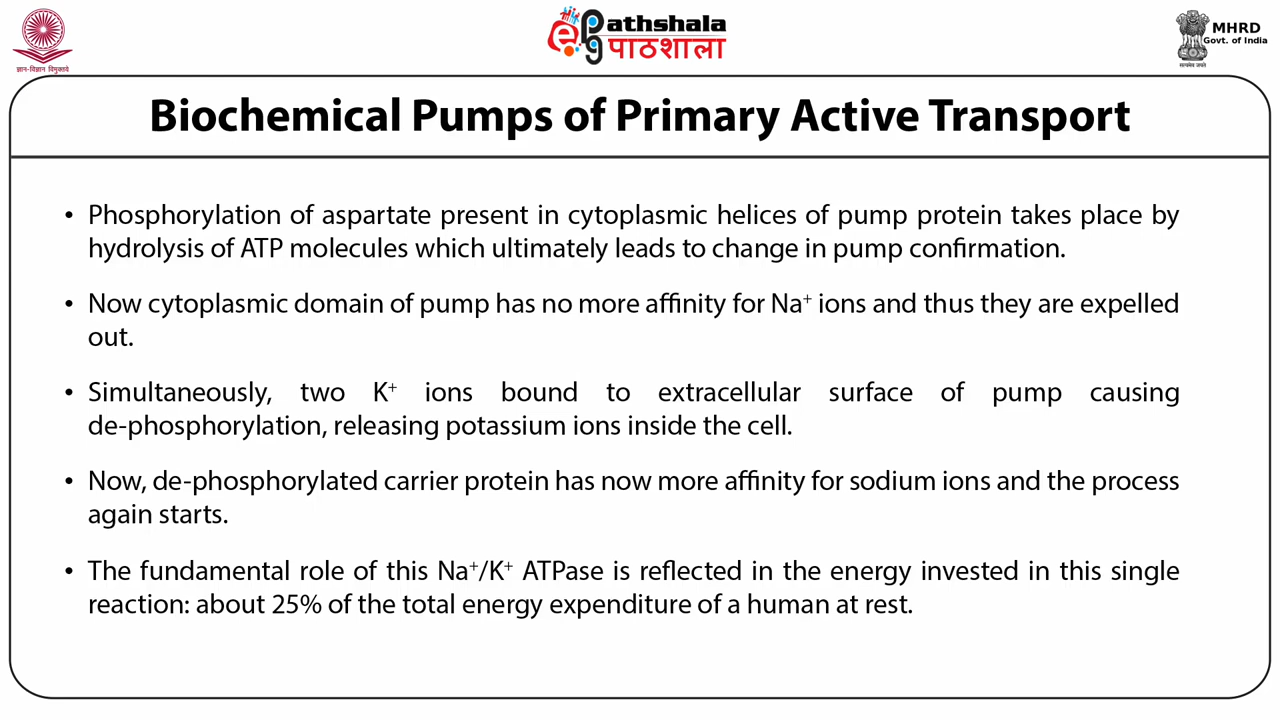 ज्ञान-विज्ञान विमुक्तये
ePG
athshala
पाठशाला
MHRD
Govt. of India
सत्यमेव जयते
Biochemical Pumps of Primary Active Transport
• Phosphorylation of aspartate present in cytoplasmic helices of pump protein takes place by
hydrolysis of ATP molecules which ultimately leads to change in pump confirmation.
• Now cytoplasmic domain of pump has no more affinity for Na⁺ ions and thus they are expelled
out.
• Simultaneously, two K⁺ ions bound to extracellular surface of pump causing
de-phosphorylation, releasing potassium ions inside the cell.
• Now, de-phosphorylated carrier protein has now more affinity for sodium ions and the process
again starts.
• The fundamental role of this Na⁺/K⁺ ATPase is reflected in the energy invested in this single
reaction: about 25% of the total energy expenditure of a human at rest.